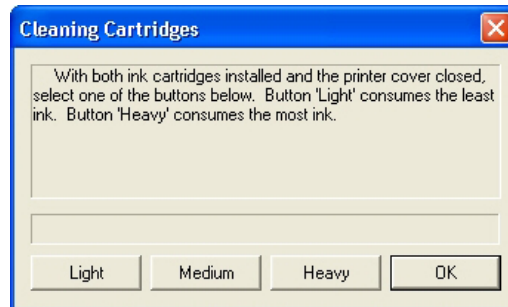 Cleaning Cartridges
With both ink cartridges installed and the printer cover closed,
select one of the buttons below.  Button 'Light' consumes the least
ink.  Button 'Heavy' consumes the most ink.
Light
Medium
Heavy
OK